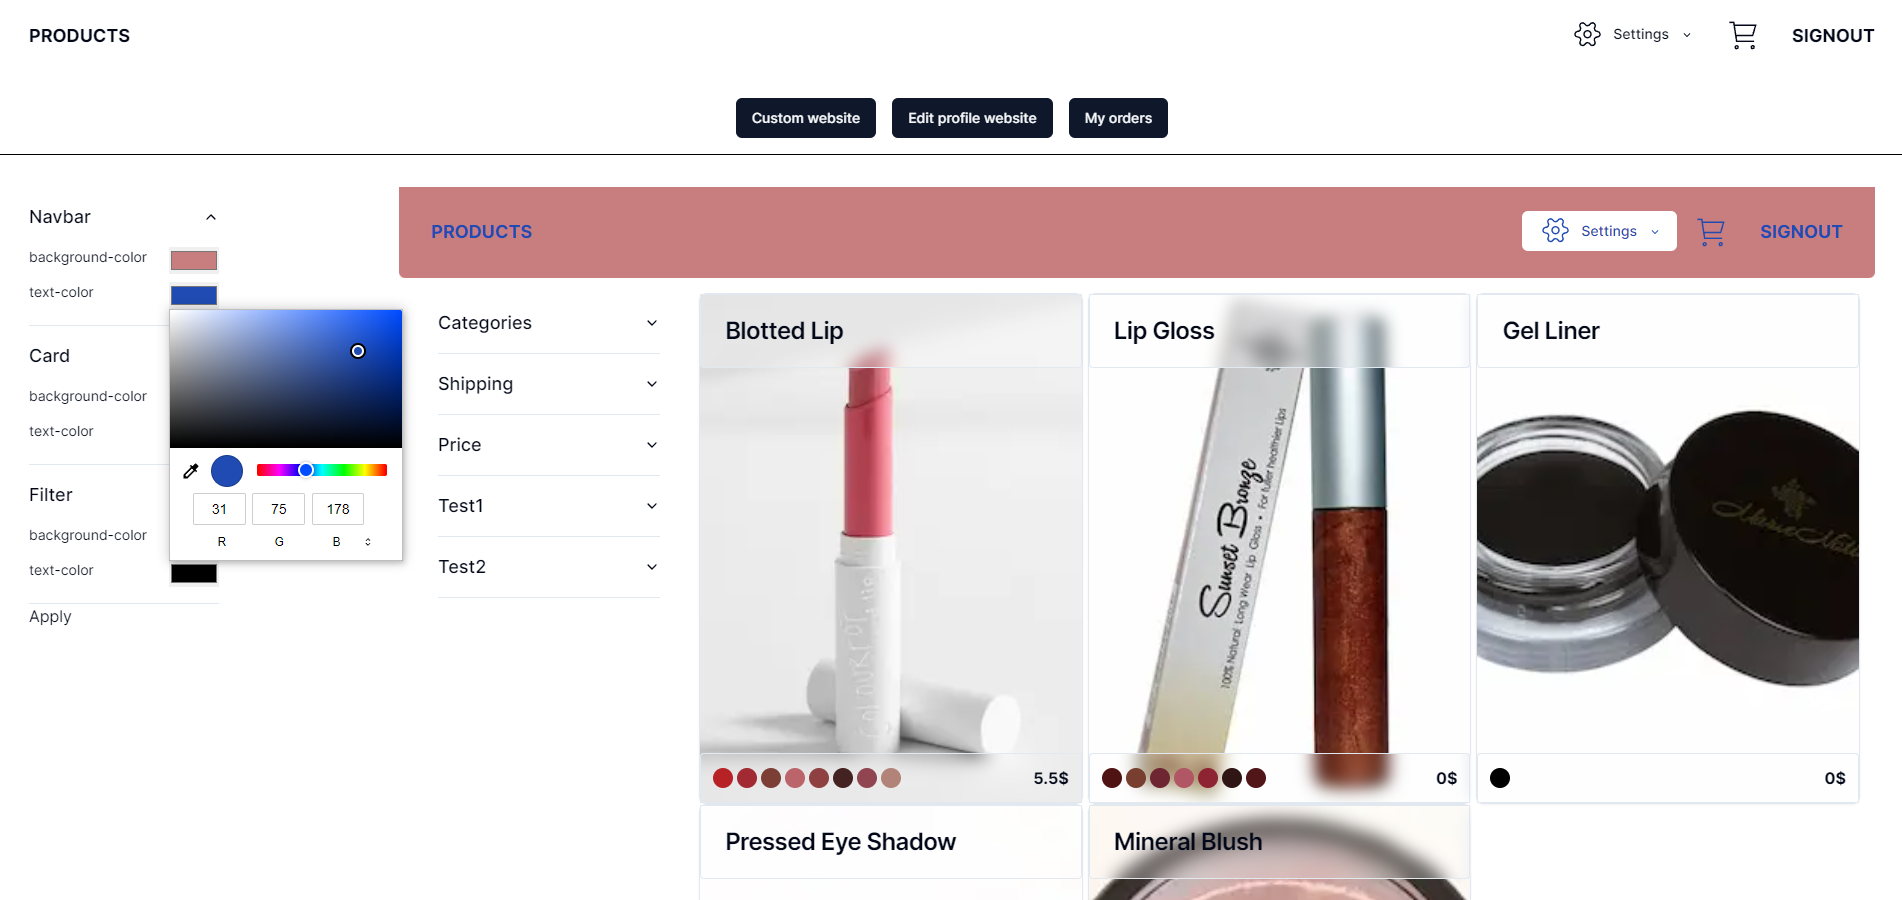 PRODUCTS
Settings
SIGNOUT
Custom website
Edit profile website
My orders
Navbar
background-color
text-color
Card
background-color
text-color
Filter
background-color
text-color
Apply
31
75
178
R
G
B
PRODUCTS
Settings
SIGNOUT
Categories
Shipping
Price
Test1
Test2
Blotted Lip
COLOURPOP
5.5$
Lip Gloss
Sunset Bronze
100% Natural Long Wear Lip Gloss • For fuller healthier Lips
0$
Gel Liner
0$
Pressed Eye Shadow
Mineral Blush